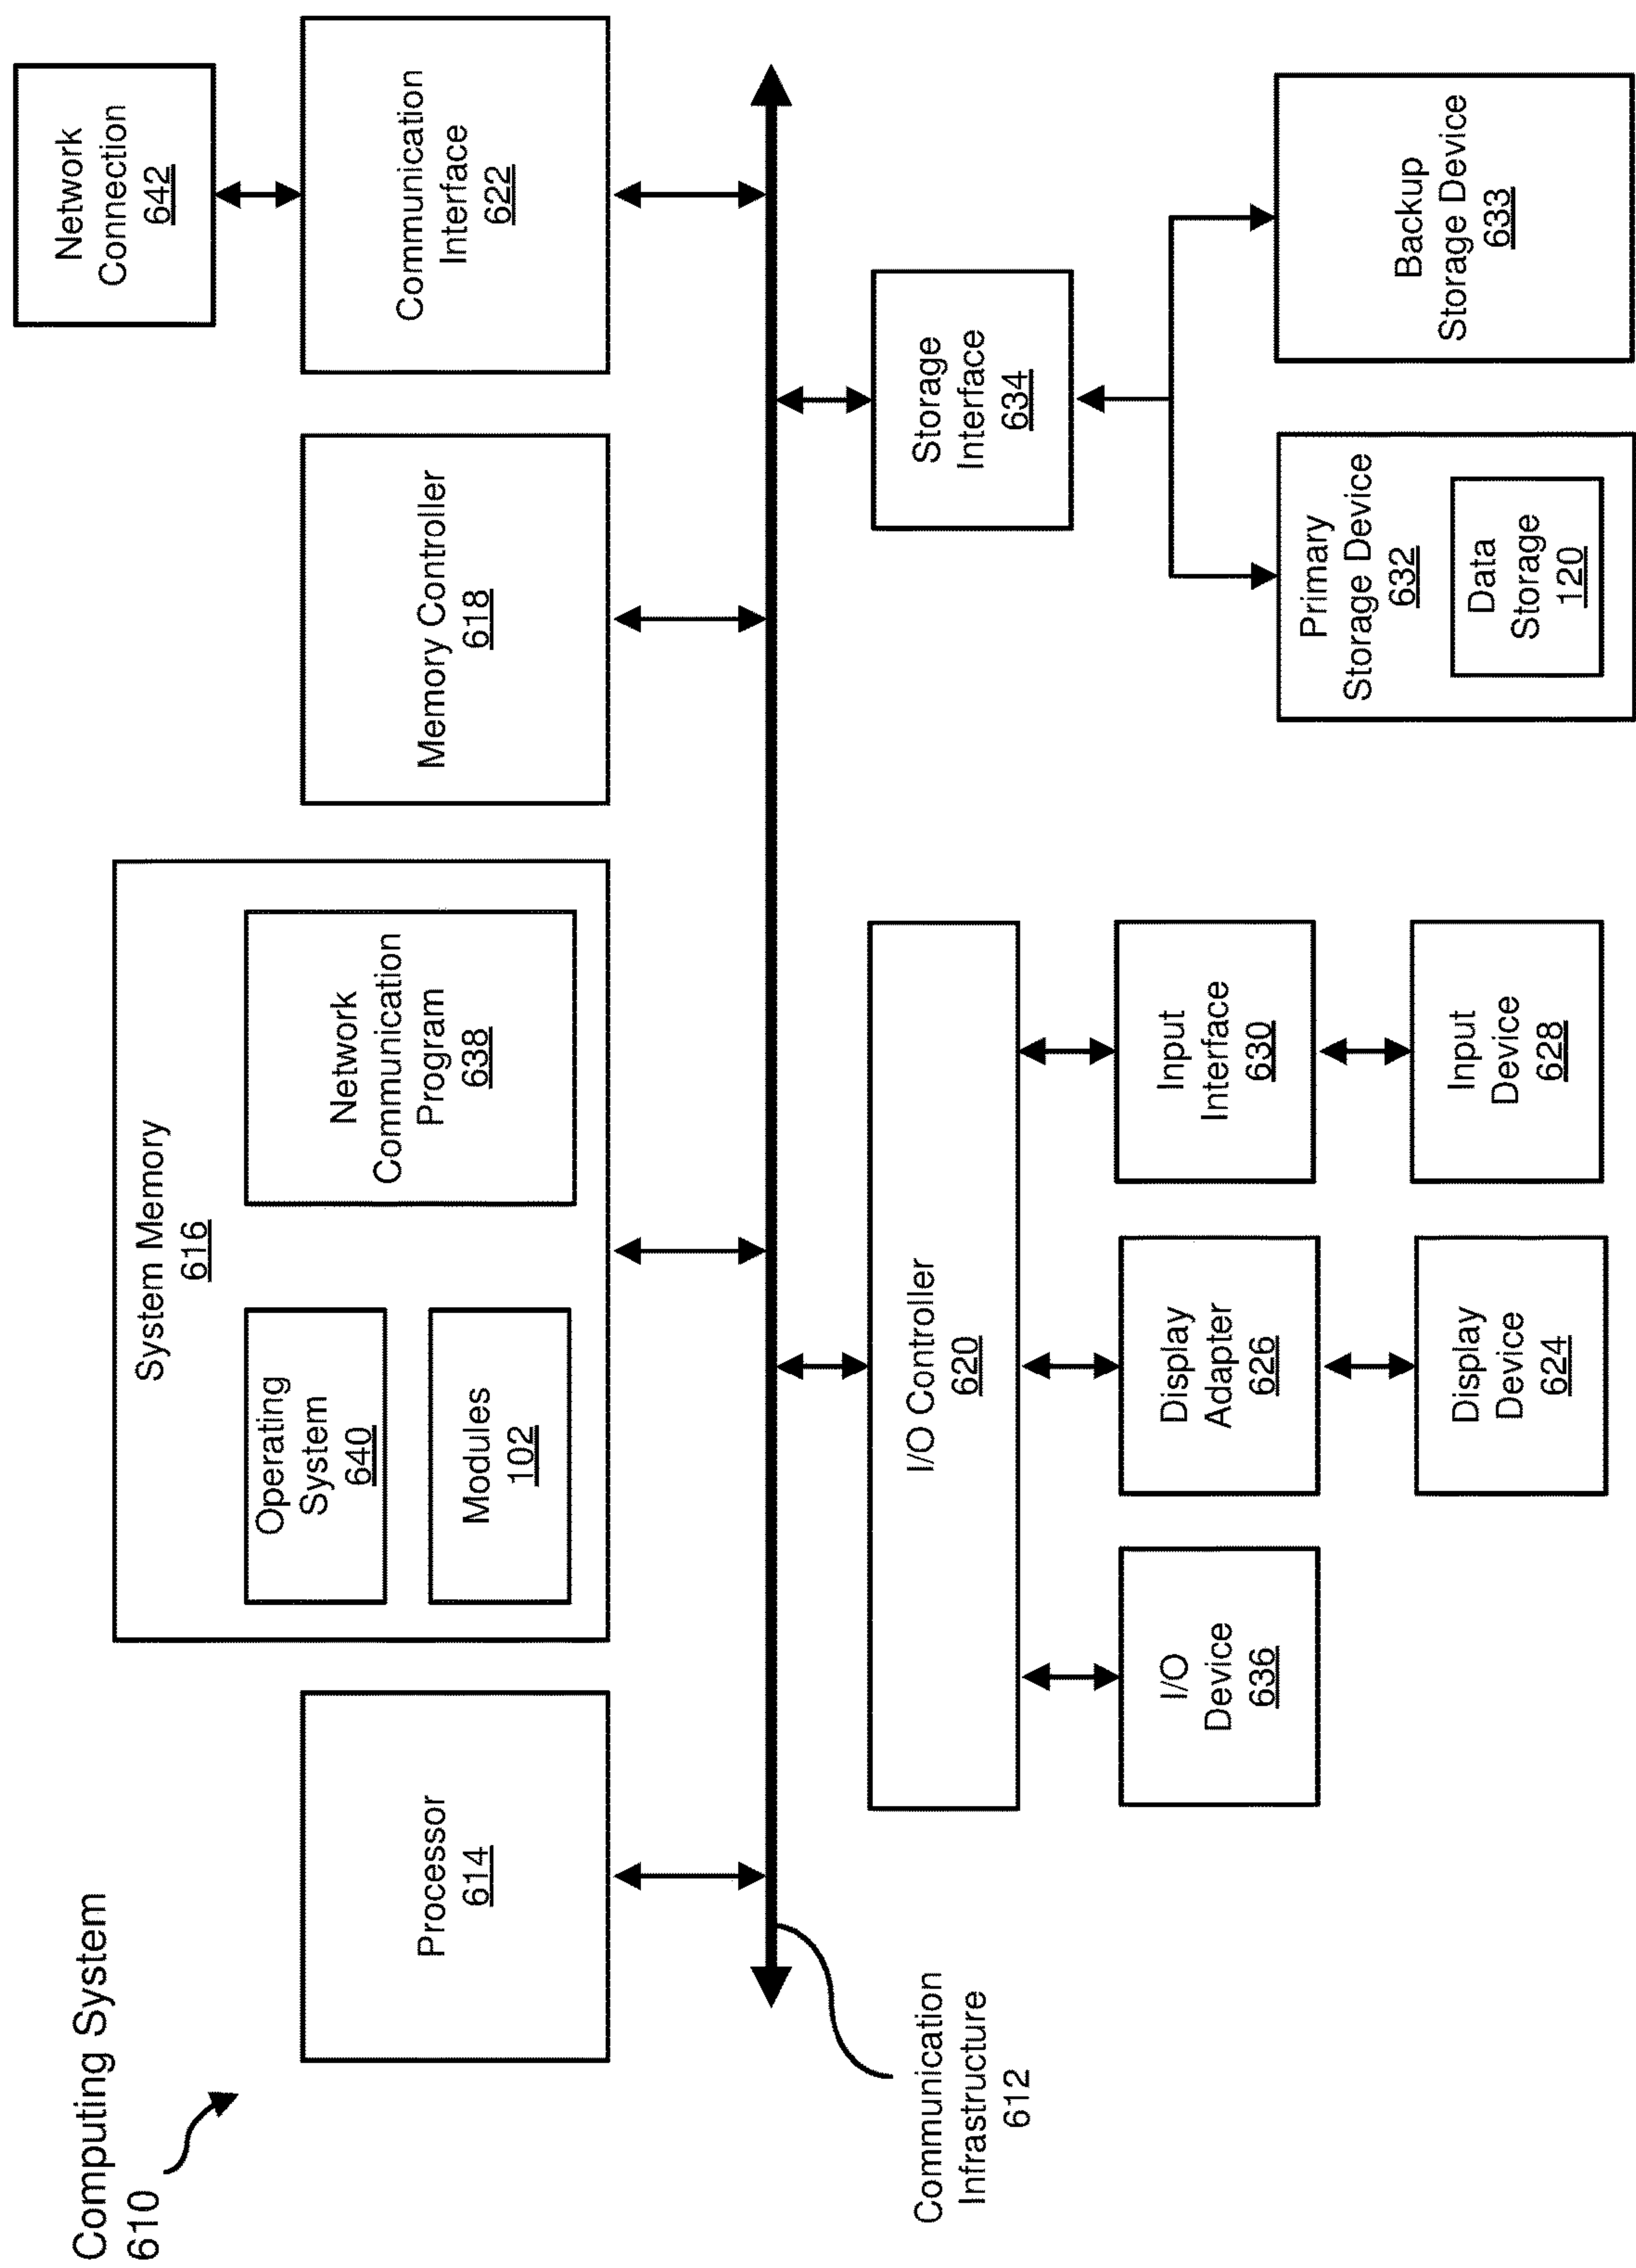 Computing System
610
Processor
614
System Memory
616
Operating
System
640
Modules
102
Network
Communication
Program
638
Memory Controller
618
Communication
Interface
622
Network
Connection
642
Communication
Infrastructure
612
I/O Controller
620
I/O
Device
636
Display
Adapter
626
Display
Device
624
Input
Interface
630
Input
Device
628
Storage
Interface
634
Primary
Storage Device
632
Data
Storage
120
Backup
Storage Device
633